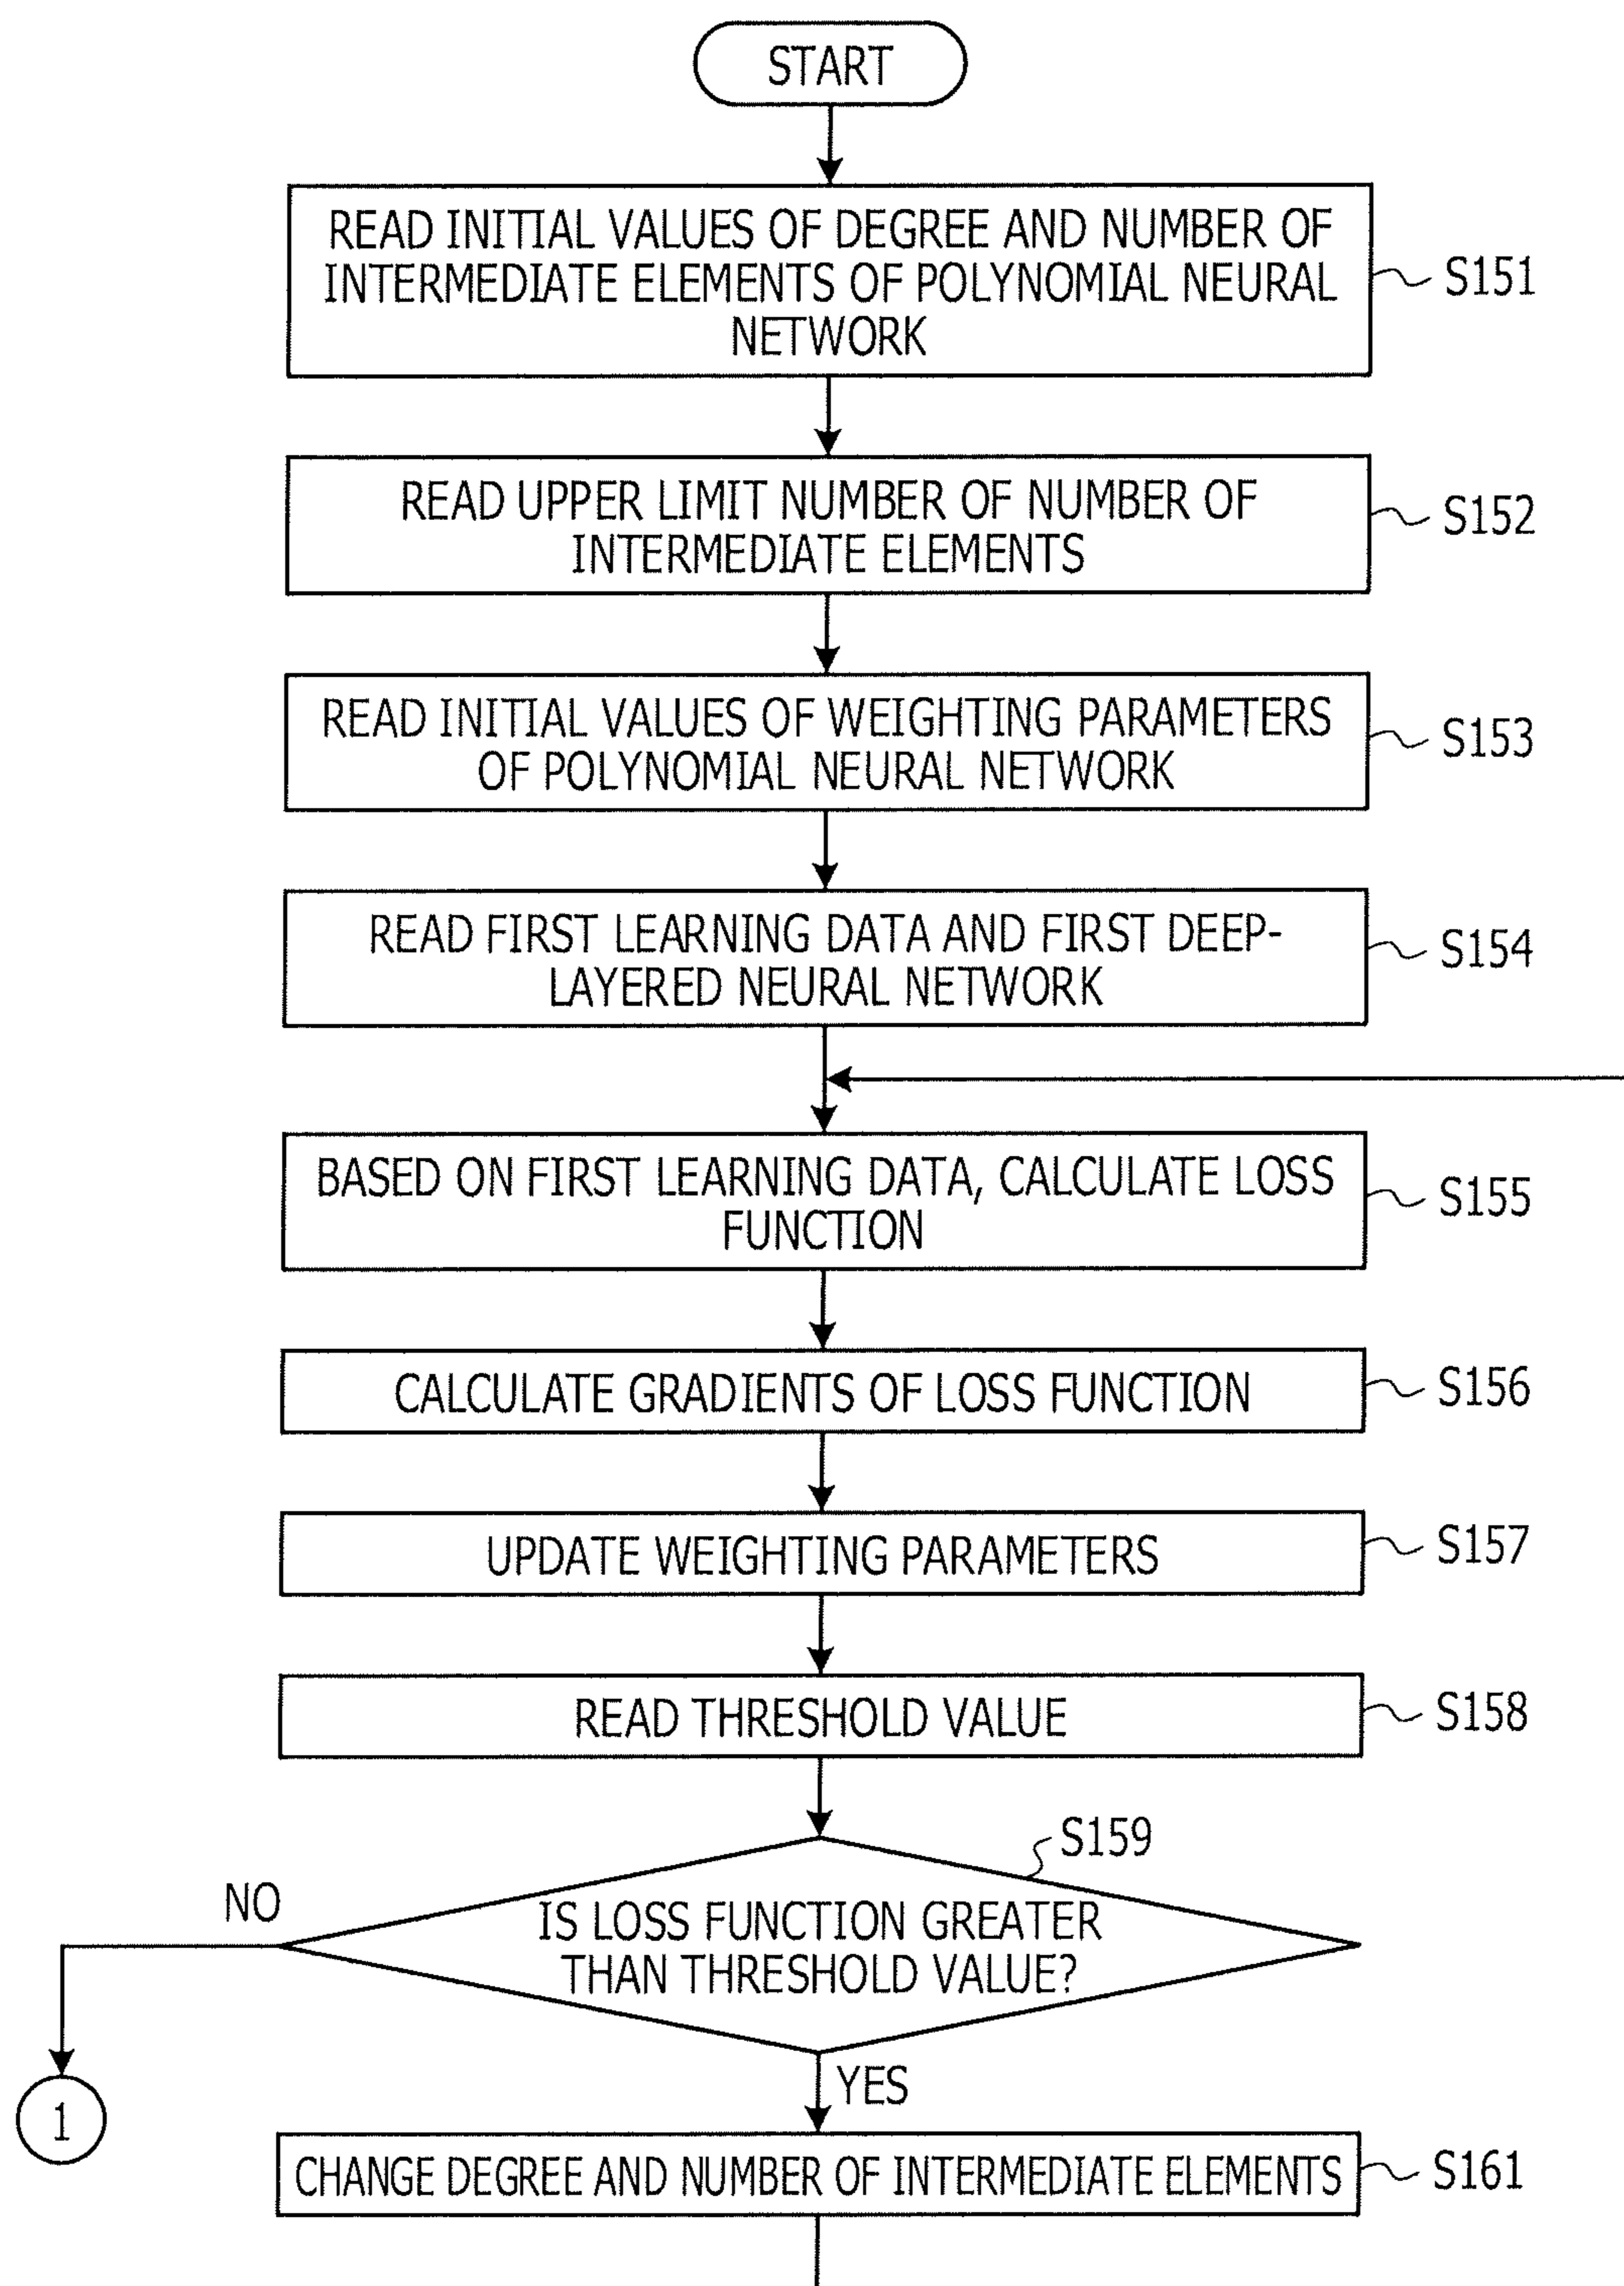 START
READ INITIAL VALUES OF DEGREE AND NUMBER OF
INTERMEDIATE ELEMENTS OF POLYNOMIAL NEURAL
NETWORK
S151
READ UPPER LIMIT NUMBER OF NUMBER OF
INTERMEDIATE ELEMENTS
S152
READ INITIAL VALUES OF WEIGHTING PARAMETERS
OF POLYNOMIAL NEURAL NETWORK
S153
READ FIRST LEARNING DATA AND FIRST DEEP-
LAYERED NEURAL NETWORK
S154
BASED ON FIRST LEARNING DATA, CALCULATE LOSS
FUNCTION
S155
CALCULATE GRADIENTS OF LOSS FUNCTION
S156
UPDATE WEIGHTING PARAMETERS
S157
READ THRESHOLD VALUE
S158
S159
NO
IS LOSS FUNCTION GREATER
THAN THRESHOLD VALUE?
YES
1
CHANGE DEGREE AND NUMBER OF INTERMEDIATE ELEMENTS
S161